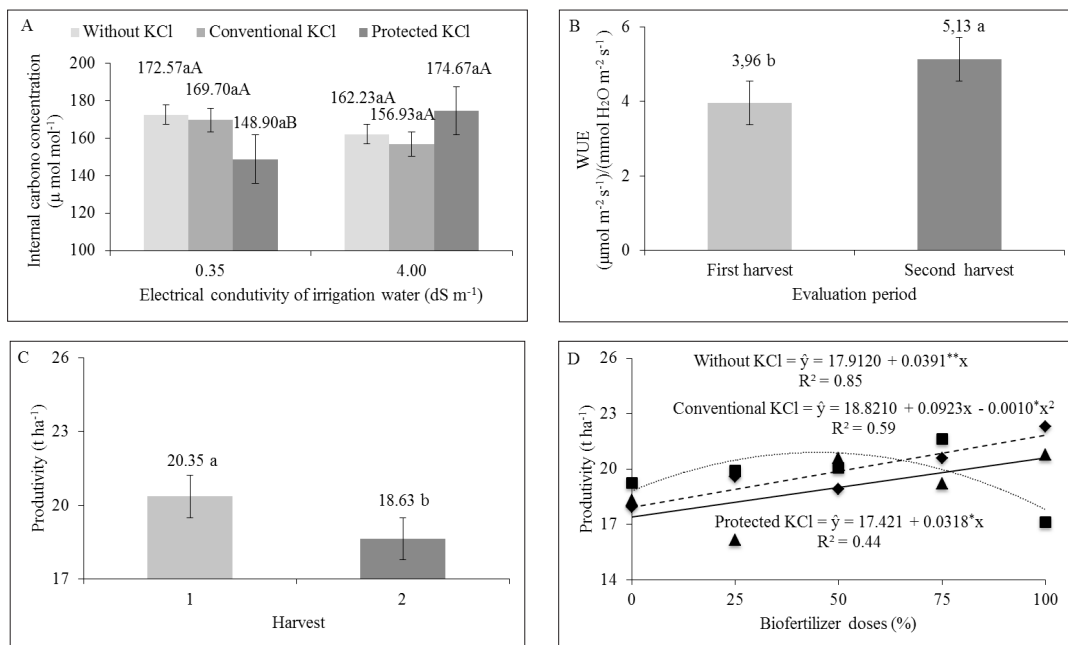 A
Without KCl
Conventional KCl
Protected KCl
Internal carbono concentration
(μ mol mol⁻¹)
200
180
160
140
120
100
172.57aA
169.70aA
148.90aB
162.23aA
156.93aA
174.67aA
0.35
4.00
Electrical condutivity of irrigation water (dS m⁻¹)
B
WUE
(μmol m⁻² s⁻¹)/(mmol H₂O m⁻² s⁻¹)
6
4
2
0
3,96 b
5,13 a
First harvest
Second harvest
Evaluation period
C
Produtivity (t ha⁻¹)
26
23
20
17
20.35 a
18.63 b
1
2
Harvest
D
Produtivity (t ha⁻¹)
26
23
20
17
14
Without KCl = ŷ = 17.9120 + 0.0391**x
R² = 0.85
Conventional KCl = ŷ = 18.8210 + 0.0923x - 0.0010*x²
R² = 0.59
Protected KCl = ŷ = 17.421 + 0.0318*x
R² = 0.44
0
25
50
75
100
Biofertilizer doses (%)